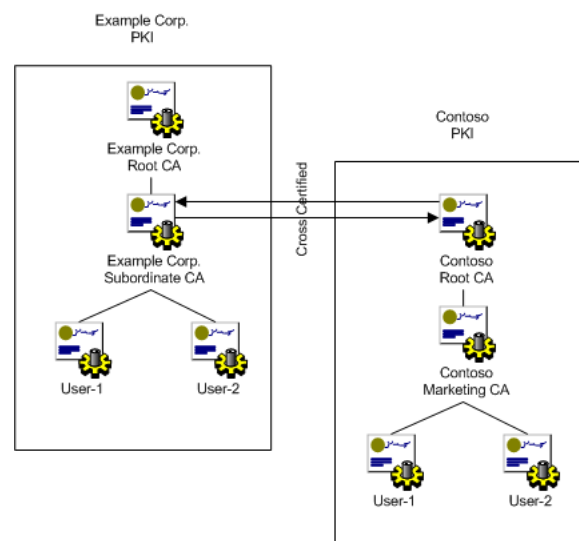 Example Corp.
PKI
Example Corp.
Root CA
Example Corp.
Subordinate CA
User-1
User-2
Cross Certified
Contoso
PKI
Contoso
Root CA
Contoso
Marketing CA
User-1
User-2